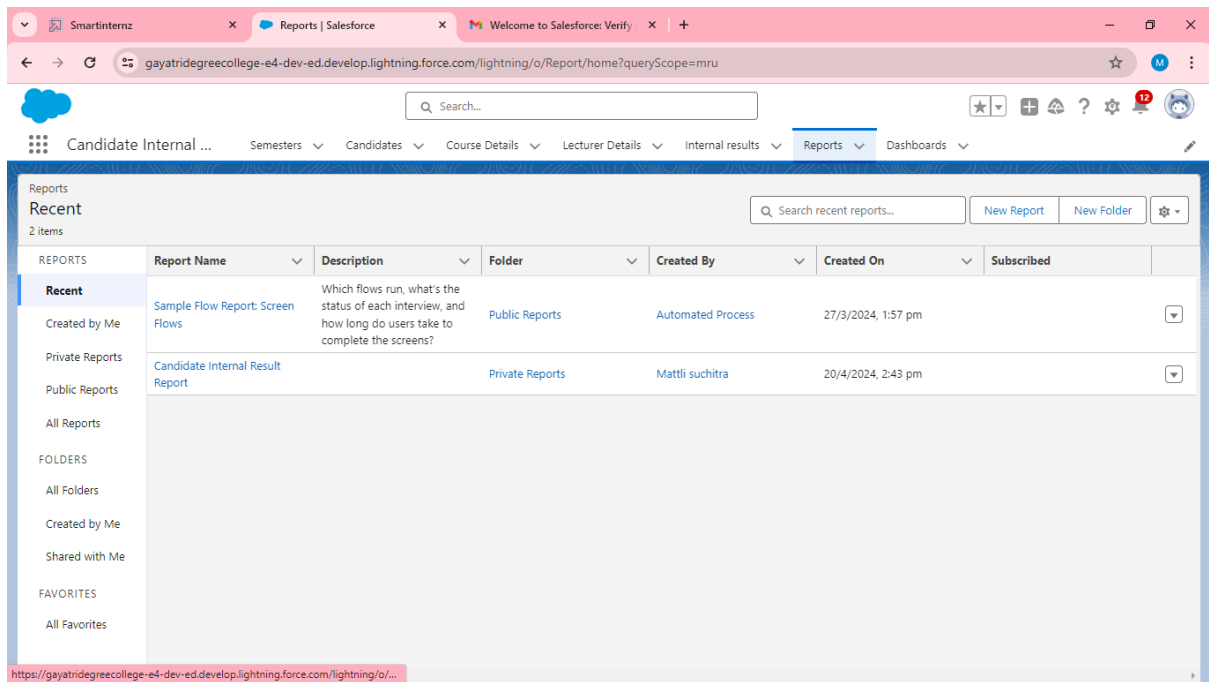 Smartinternz
Reports | Salesforce
Welcome to Salesforce: Verify
gayatridegreecollege-e4-dev-ed.develop.lightning.force.com/lightning/o/Report/home?queryScope=mru
M
Search...
12
Candidate Internal ...
Semesters
Candidates
Course Details
Lecturer Details
Internal results
Reports
Dashboards
Reports
Recent
2 items
Search recent reports...
New Report
New Folder
REPORTS
Recent
Created by Me
Private Reports
Public Reports
All Reports
FOLDERS
All Folders
Created by Me
Shared with Me
FAVORITES
All Favorites
Report Name
Description
Folder
Created By
Created On
Subscribed
Sample Flow Report: Screen
Flows
Which flows run, what's the
status of each interview, and
how long do users take to
complete the screens?
Public Reports
Automated Process
27/3/2024, 1:57 pm
Candidate Internal Result
Report
Private Reports
Mattli suchitra
20/4/2024, 2:43 pm
https://gayatridegreecollege-e4-dev-ed.develop.lightning.force.com/lightning/o/...